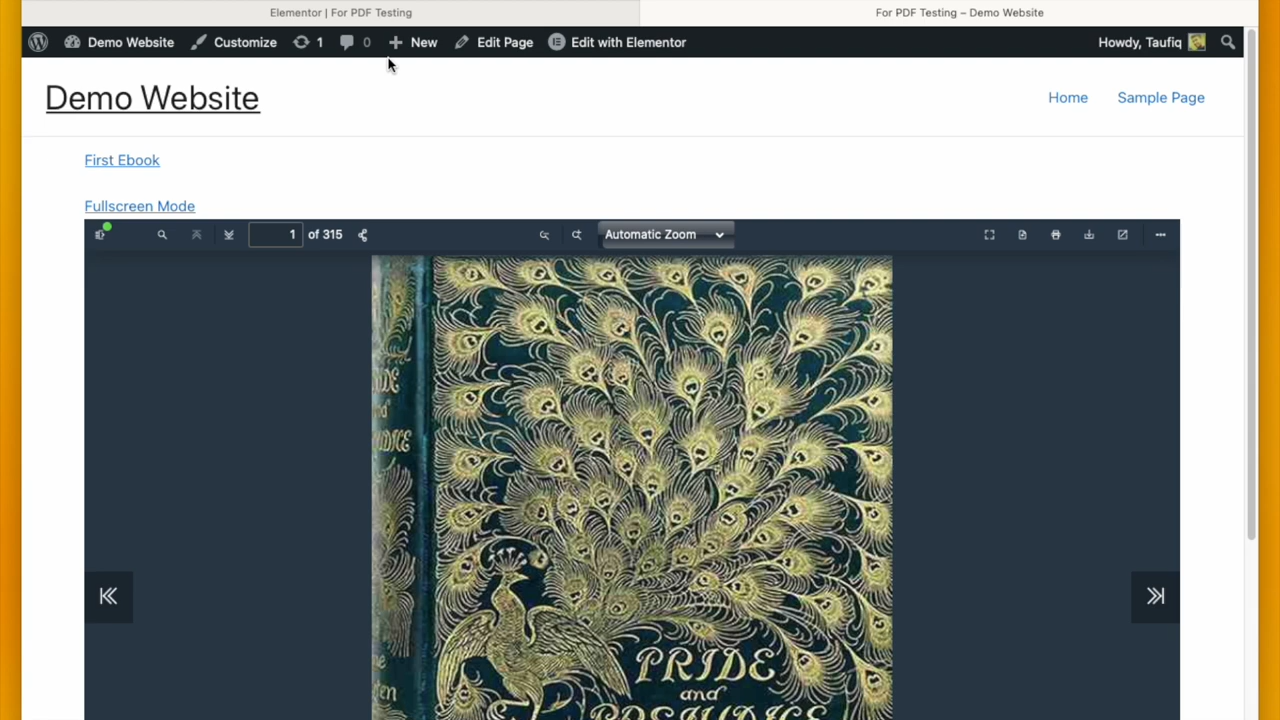 Elementor | For PDF Testing
For PDF Testing – Demo Website
Demo Website
Customize
1
0
New
Edit Page
Edit with Elementor
Howdy, Taufiq
Demo Website
Home
Sample Page
First Ebook
Fullscreen Mode
1 of 315
Automatic Zoom
PRIDE
and
PREJUDICE